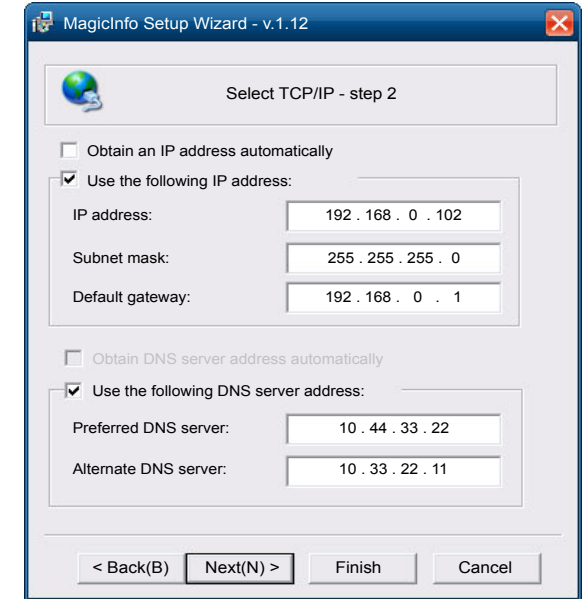 MagicInfo Setup Wizard - v.1.12
Select TCP/IP - step 2
Obtain an IP address automatically
Use the following IP address:
IP address: 192 . 168 . 0 . 102
Subnet mask: 255 . 255 . 255 . 0
Default gateway: 192 . 168 . 0 . 1
Obtain DNS server address automatically
Use the following DNS server address:
Preferred DNS server: 10 . 44 . 33 . 22
Alternate DNS server: 10 . 33 . 22 . 11
< Back(B) Next(N) > Finish Cancel